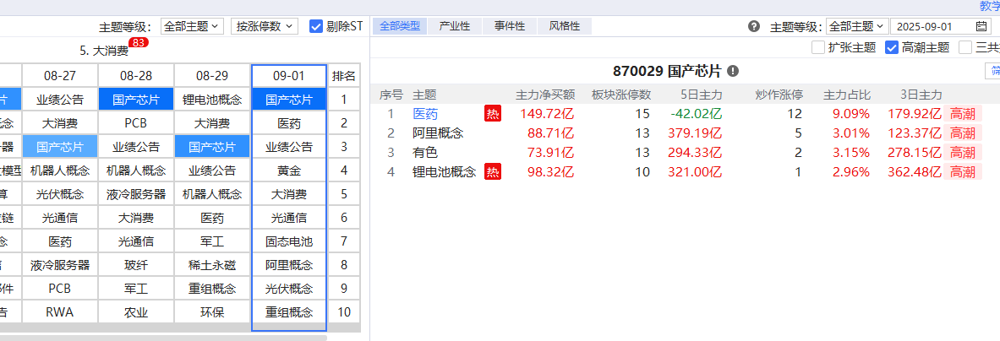 教学
主题等级: 全部主题 按涨停数 剔除ST
5. 大消费 83
全部类型 产业性 事件性 风格性 主题等级: 全部主题 2025-09-01
扩张主题 高潮主题 三共
870029 国产芯片
筛
08-27 08-28 08-29 09-01 排名
片 业绩公告 国产芯片 锂电池概念 国产芯片 1
念 大消费 PCB 大消费 医药 2
器 国产芯片 业绩公告 国产芯片 业绩公告 3
模型 机器人概念 机器人概念 业绩公告 黄金 4
算 光伏概念 液冷服务器 机器人概念 大消费 5
链 光通信 大消费 医药 光通信 6
念 医药 光通信 军工 固态电池 7
液冷服务器 玻纤 稀土永磁 阿里概念 8
件 PCB 军工 重组概念 光伏概念 9
告 RWA 农业 环保 重组概念 10
序号 主题 主力净买额 板块涨停数 5日主力 炒作涨停 主力占比 3日主力
1 医药 热 149.72亿 15 -42.02亿 12 9.09% 179.92亿 高潮
2 阿里概念 88.71亿 13 379.19亿 5 3.01% 123.37亿 高潮
3 有色 73.91亿 13 294.33亿 2 3.15% 278.15亿 高潮
4 锂电池概念 热 98.32亿 10 321.00亿 1 2.96% 362.48亿 高潮